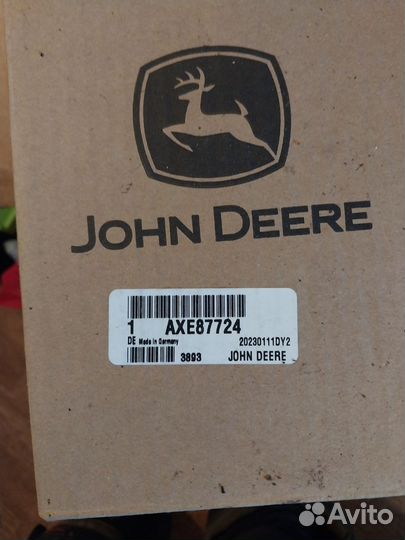 JOHN DEERE
1 AXE87724
DE Made in Germany 20230111DY2
3893 JOHN DEERE
Avito